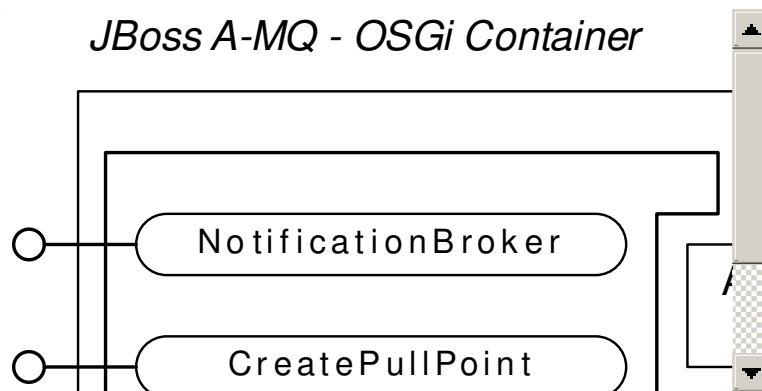 JBoss A-MQ - OSGi Container
NotificationBroker
CreatePullPoint